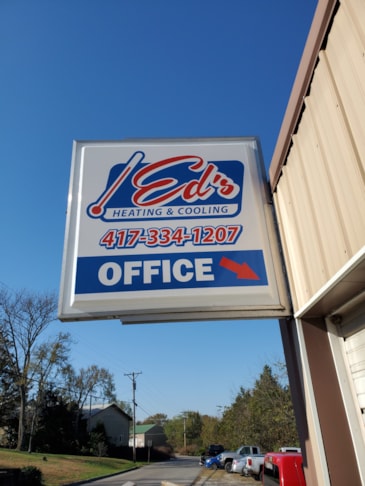 Ed's
HEATING & COOLING
417-334-1207
OFFICE